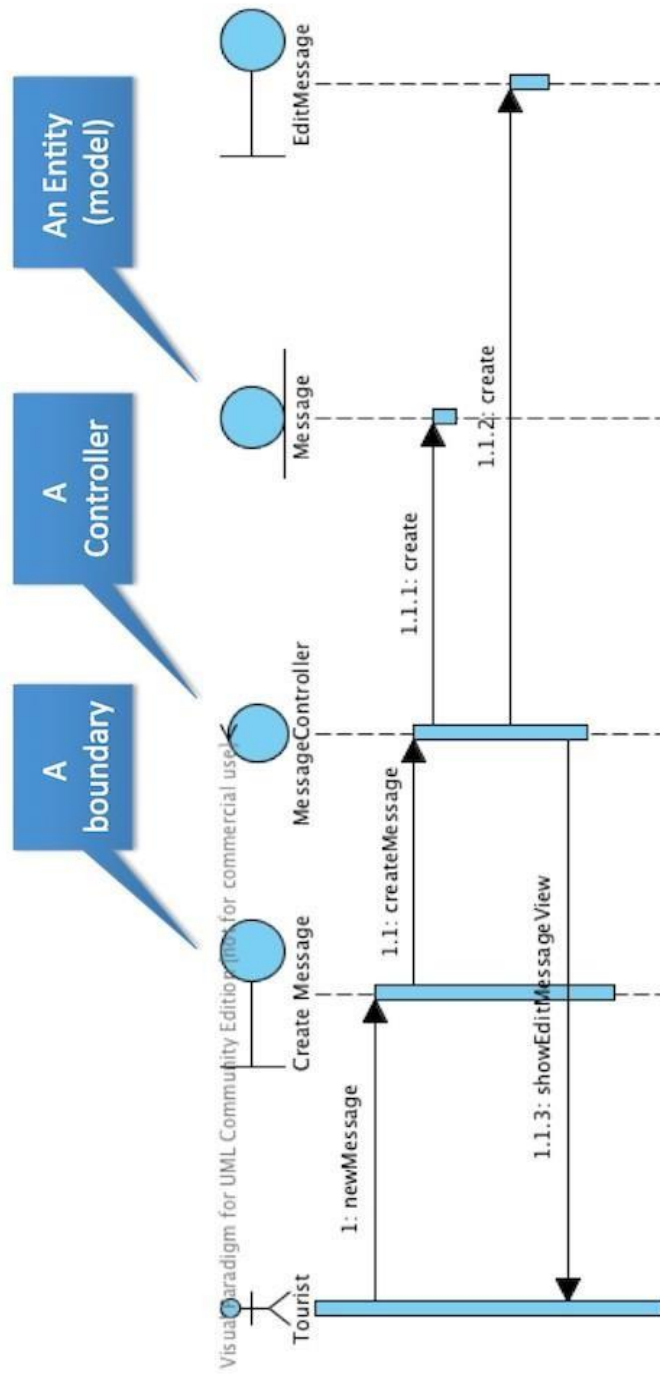 A
boundary
A
Controller
An Entity
(model)
Visual Paradigm for UML Community Edition [not for commercial use]
Tourist
Create Message
MessageController
Message
EditMessage
1: newMessage
1.1: createMessage
1.1.1: create
1.1.2: create
1.1.3: showEditMessageView